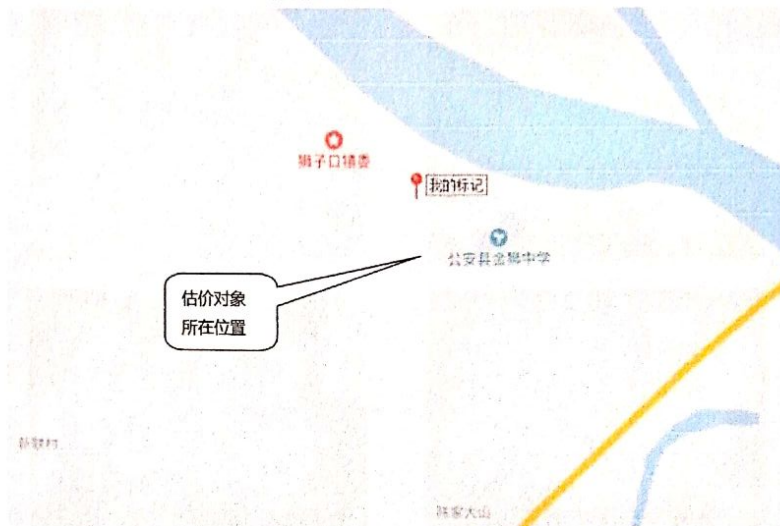 狮子口镇委
我的标记
公安县金狮中学
估价对象
所在位置
陈家大山